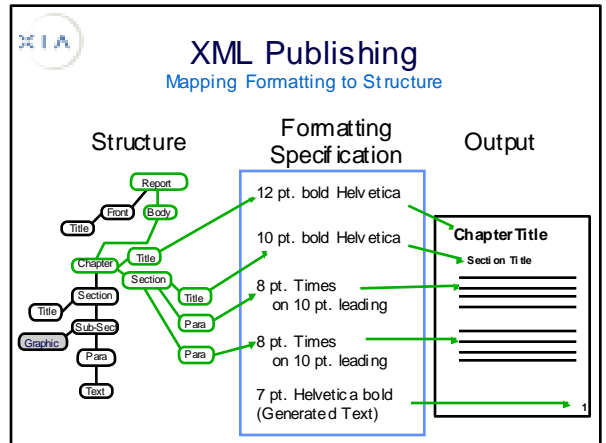 XIA
XML Publishing
Mapping Formatting to Structure
Structure
Formatting
Specification
Output
Report
Front
Body
Title
Chapter
Title
Section
Section
Title
Title
Sub-Sec
Para
Graphic
Para
Para
Text
12 pt. bold Helvetica
10 pt. bold Helvetica
8 pt. Times
on 10 pt. leading
8 pt. Times
on 10 pt. leading
7 pt. Helvetica bold
(Generated Text)
Chapter Title
Section Title
1